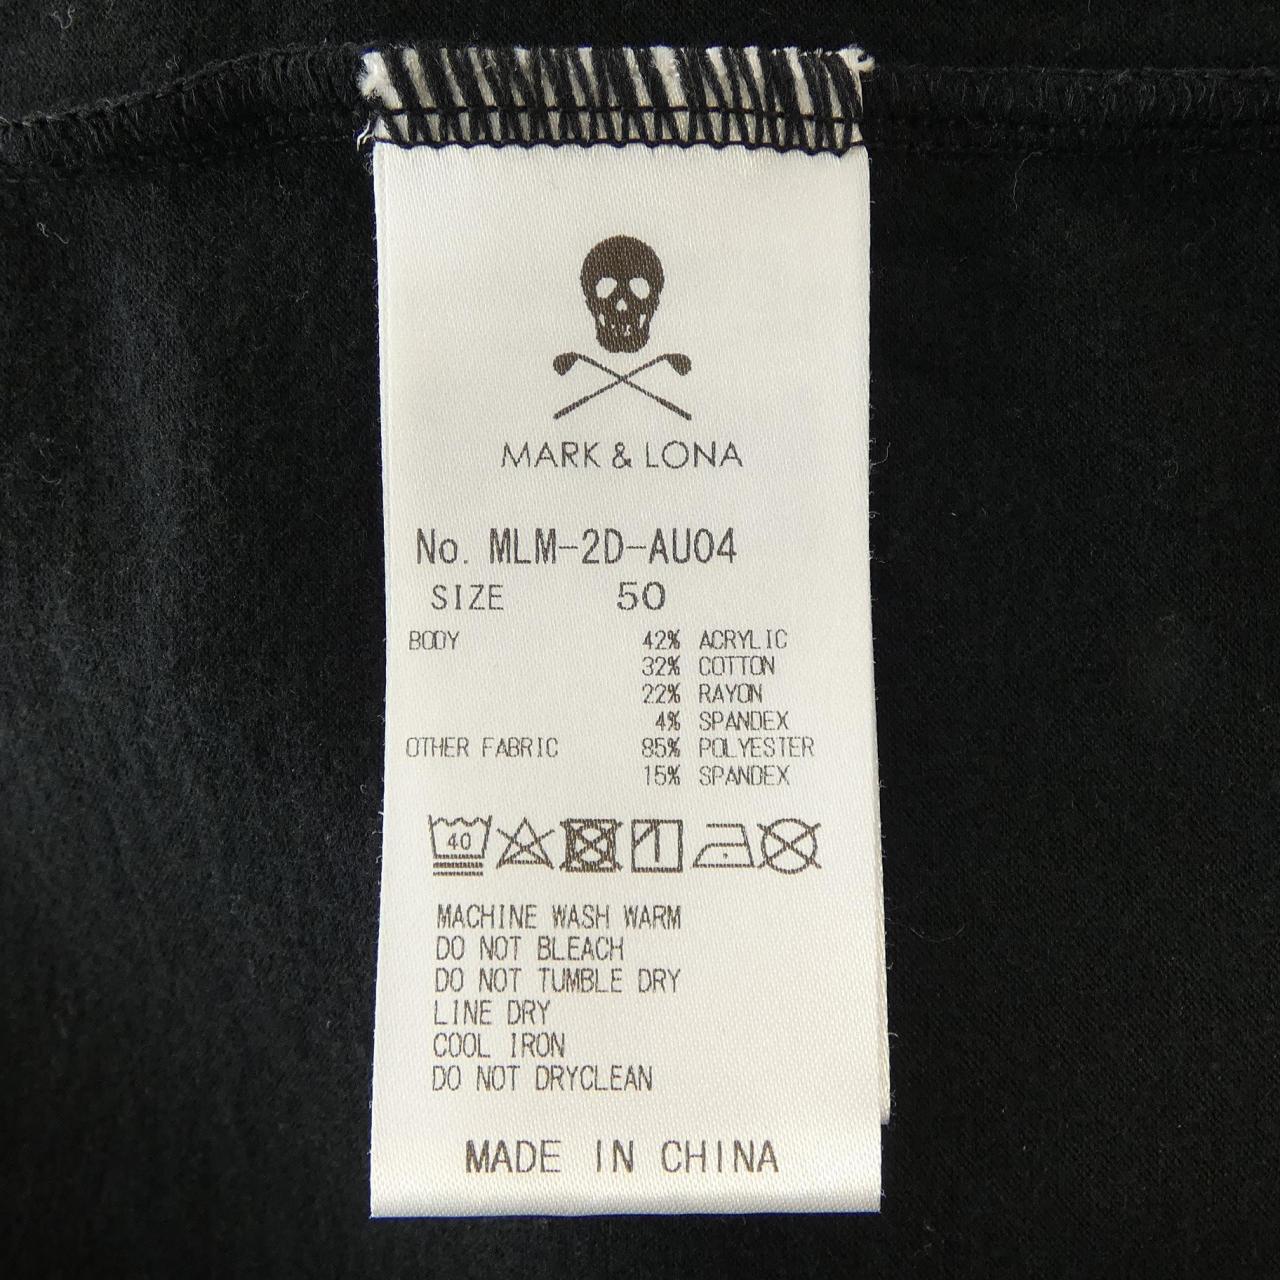 MARK & LONA
No. MLM-2D-AU04
SIZE 50
BODY 42% ACRYLIC
32% COTTON
22% RAYON
4% SPANDEX
OTHER FABRIC 85% POLYESTER
15% SPANDEX
40
MACHINE WASH WARM
DO NOT BLEACH
DO NOT TUMBLE DRY
LINE DRY
COOL IRON
DO NOT DRYCLEAN
MADE IN CHINA